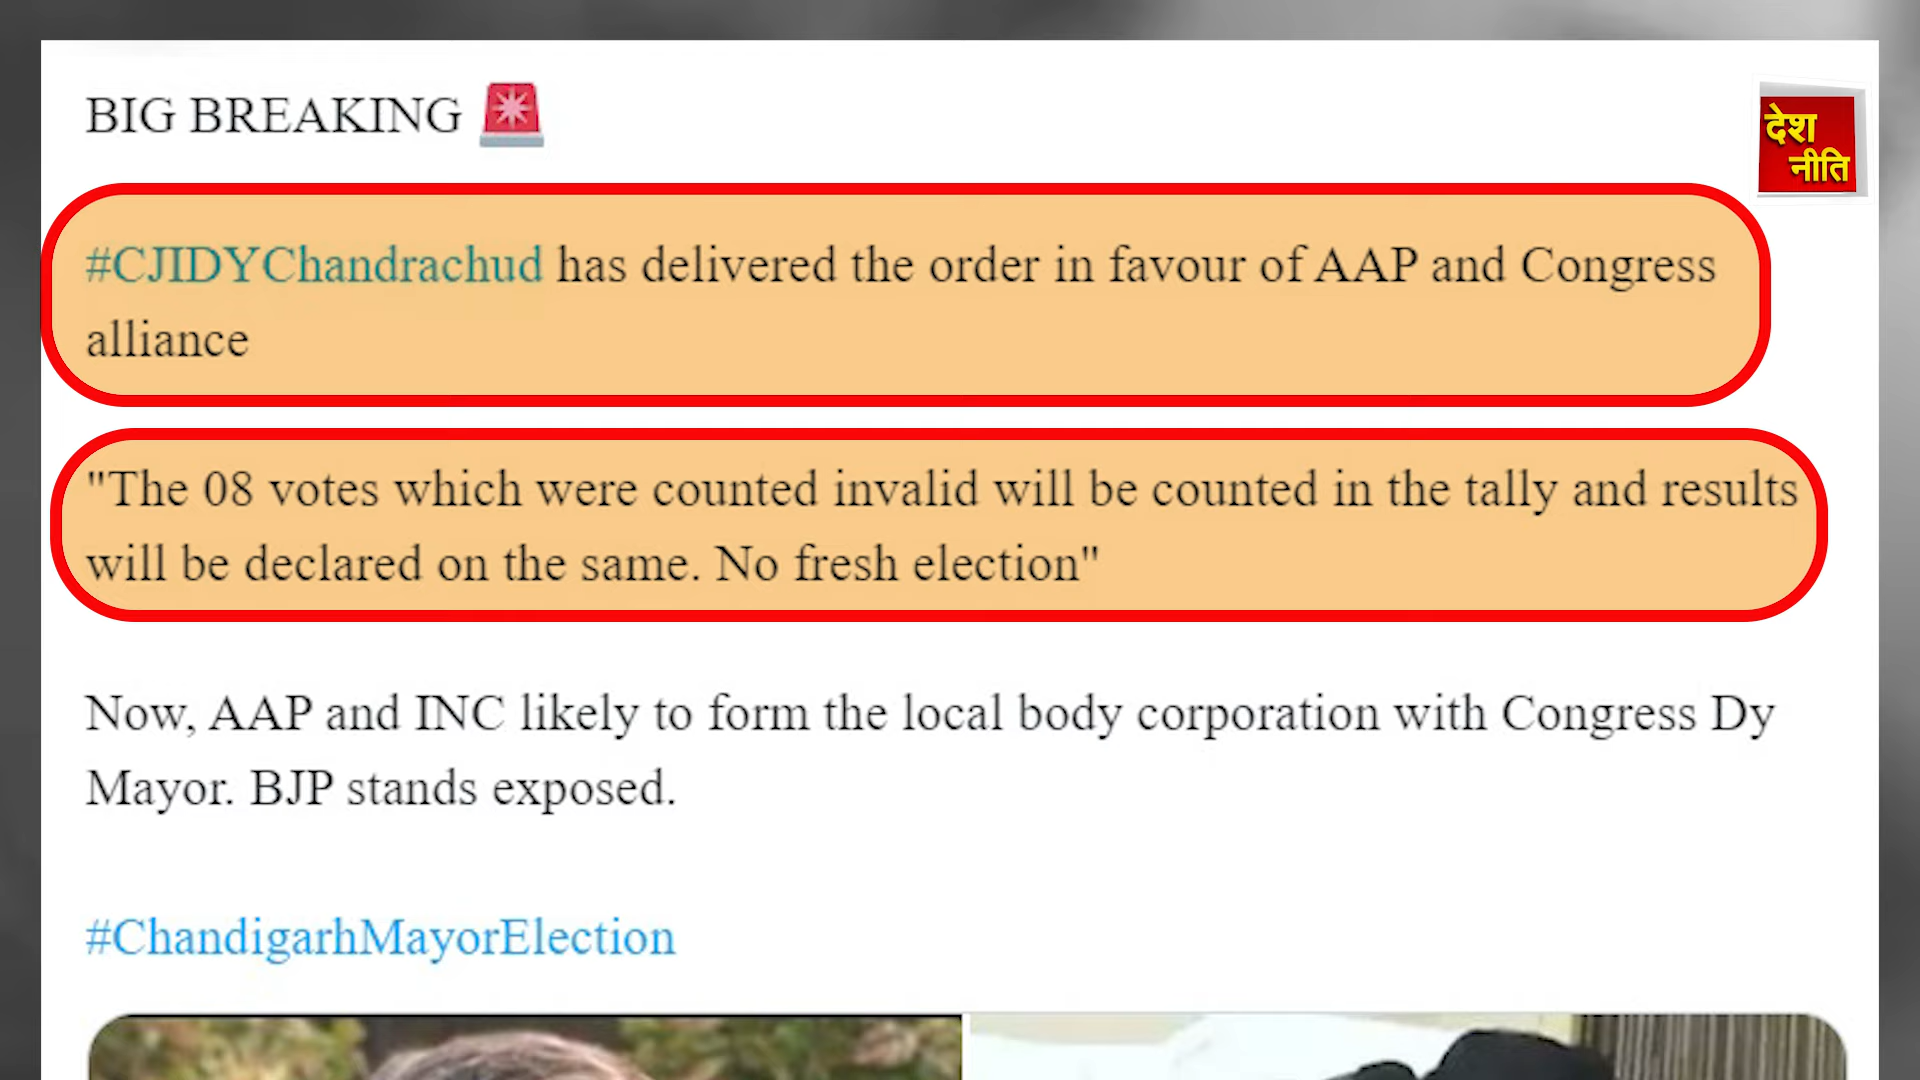 BIG BREAKING 🚨
देश
नीति
#CJIDYChandrachud has delivered the order in favour of AAP and Congress
alliance
"The 08 votes which were counted invalid will be counted in the tally and results
will be declared on the same. No fresh election"
Now, AAP and INC likely to form the local body corporation with Congress Dy
Mayor. BJP stands exposed.
#ChandigarhMayorElection